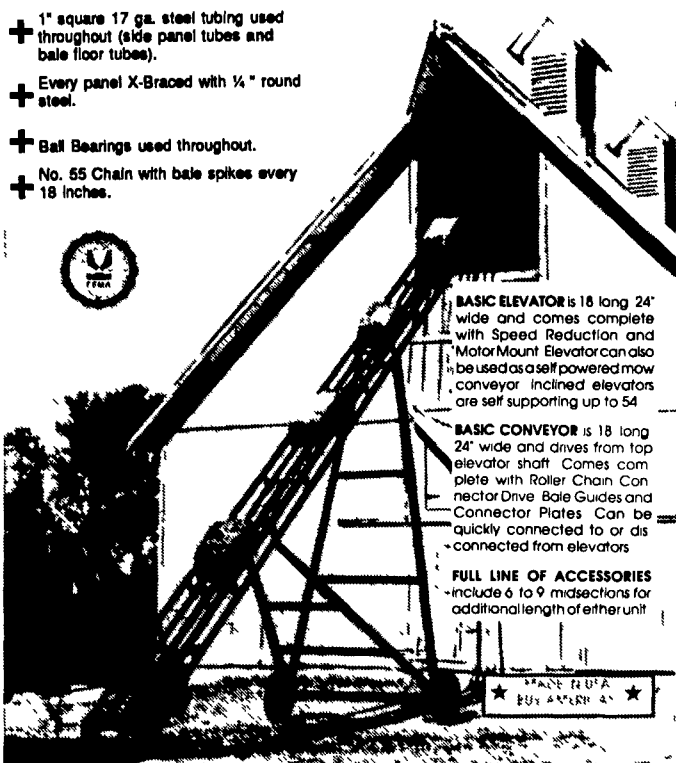 1" square 17 ga. steel tubing used
throughout (side panel tubes and
bale floor tubes).
Every panel X-Braced with ¼" round
steel.
Ball Bearings used throughout.
No. 55 Chain with bale spikes every
18 inches.
FEMA
BASIC ELEVATOR is 18 long 24"
wide and comes complete
with Speed Reduction and
Motor Mount Elevator can also
be used as a self powered mow
conveyor Inclined elevators
are self supporting up to 54
BASIC CONVEYOR is 18 long
24" wide and drives from top
elevator shaft Comes com
plete with Roller Chain Con
nector Drive Bale Guides and
Connector Plates Can be
quickly connected to or dis
connected from elevators
FULL LINE OF ACCESSORIES
include 6 to 9 midsections for
additional length of either unit
MADE IN USA
BUY AMERICAN